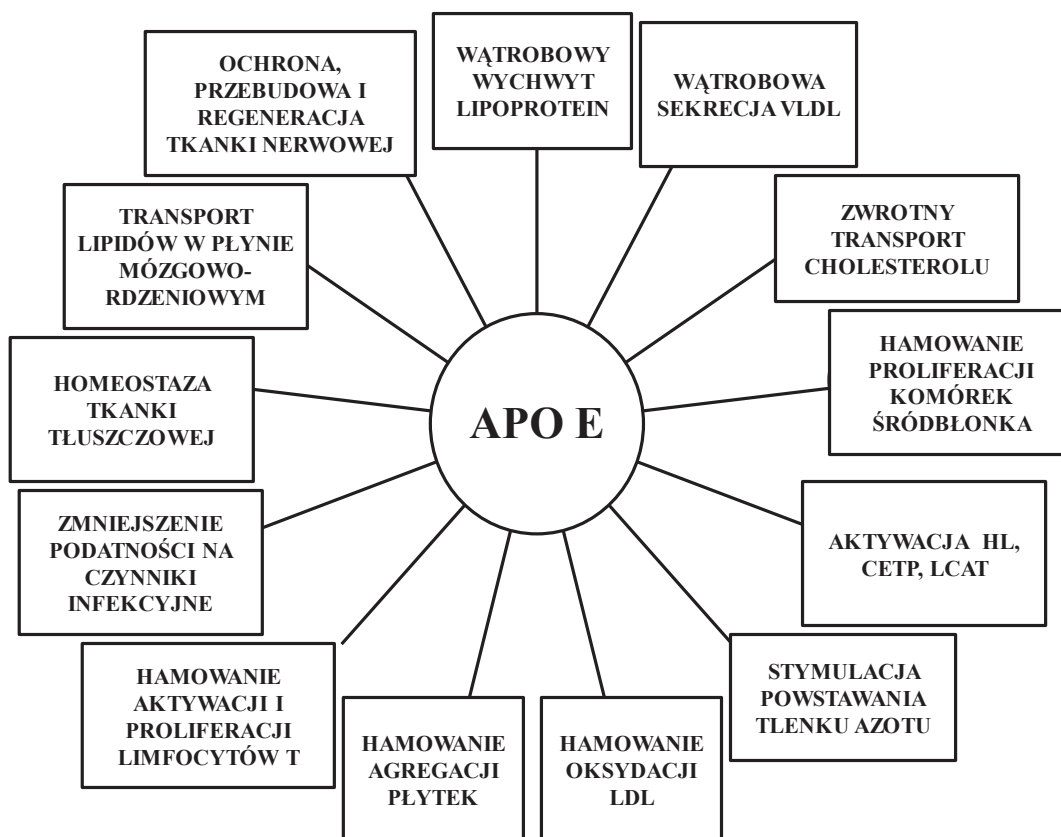 WĄTROBOWY
WYCHWYT
LIPOPROTEIN
WĄTROBOWA
SEKRECJA VLDL
ZWROTNY
TRANSPORT
CHOLESTEROLU
HAMOWANIE
PROLIFERACJI
KOMÓREK
ŚRÓDBŁONKA
AKTYWACJA HL,
CETP, LCAT
STYMULACJA
POWSTAWANIA
TLENKU AZOTU
HAMOWANIE
OKSYDACJI
LDL
HAMOWANIE
AGREGACJI
PŁYTEK
HAMOWANIE
AKTYWACJI I
PROLIFERACJI
LIMFOCYTÓW T
ZMNIEJSZENIE
PODATNOŚCI NA
CZYNNIKI
INFEKCYJNE
HOMEOSTAZA
TKANKI
TŁUSZCZOWEJ
TRANSPORT
LIPIDÓW W PŁYNIE
MÓZGOWO-
RDZENIOWYM
OCHRONA,
PRZEBUDOWA I
REGENERACJA
TKANKI NERWOWEJ
APO E